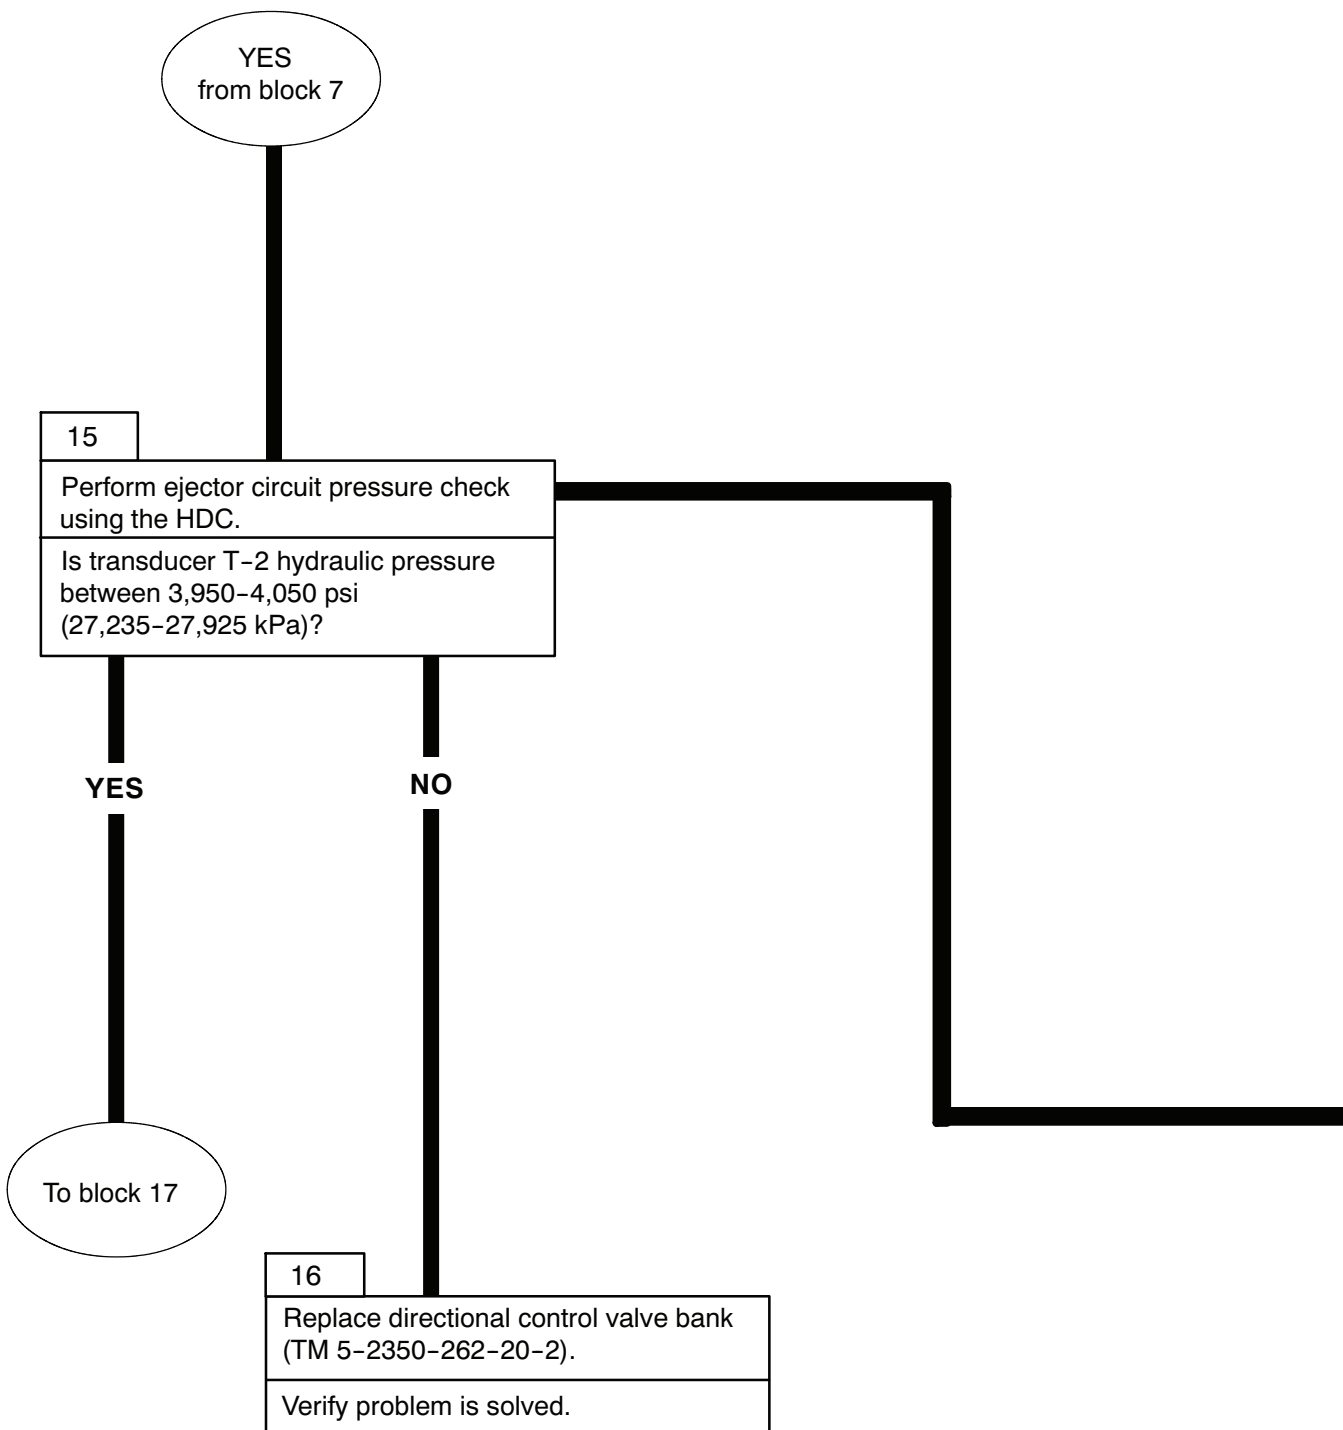 YES
from block 7
15
Perform ejector circuit pressure check
using the HDC.
Is transducer T-2 hydraulic pressure
between 3,950-4,050 psi
(27,235-27,925 kPa)?
YES
NO
To block 17
16
Replace directional control valve bank
(TM 5-2350-262-20-2).
Verify problem is solved.